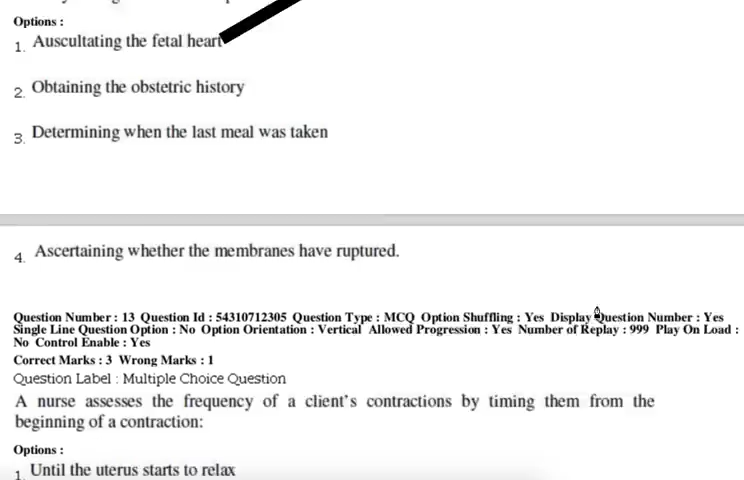 Options :
1. Auscultating the fetal heart
2. Obtaining the obstetric history
3. Determining when the last meal was taken
4. Ascertaining whether the membranes have ruptured.
Question Number : 13 Question Id : 54310712305 Question Type : MCQ Option Shuffling : Yes Display Question Number : Yes
Single Line Question Option : No Option Orientation : Vertical Allowed Progression : Yes Number of Replay : 999 Play On Load :
No Control Enable : Yes
Correct Marks : 3 Wrong Marks : 1
Question Label : Multiple Choice Question
A nurse assesses the frequency of a client's contractions by timing them from the
beginning of a contraction:
Options :
1. Until the uterus starts to relax